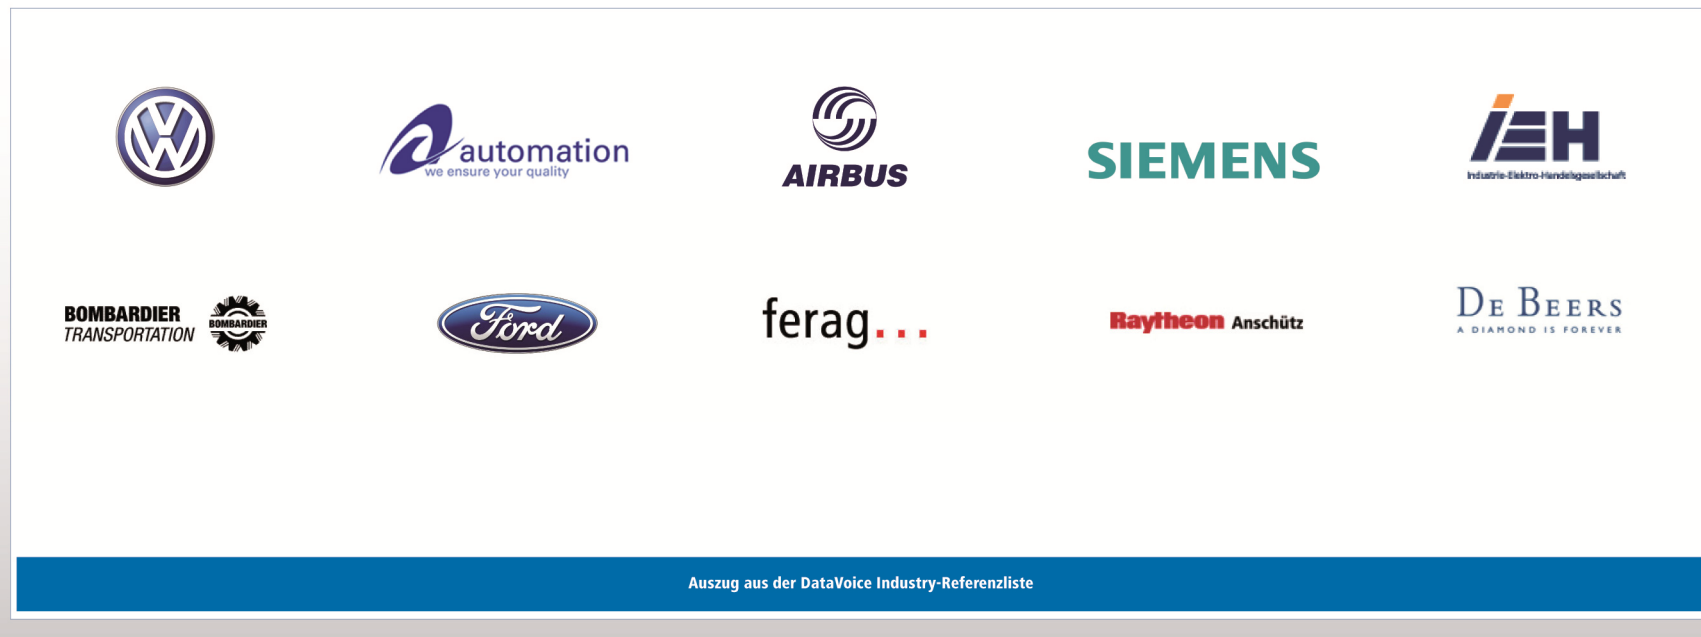 VW
automation
we ensure your quality
AIRBUS
SIEMENS
IEH
Industrie-Elektro-Handelsgesellschaft
BOMBARDIER
TRANSPORTATION
BOMBARDIER
Ford
ferag...
Raytheon Anschütz
DE BEERS
A DIAMOND IS FOREVER
Auszug aus der DataVoice Industry-Referenzliste